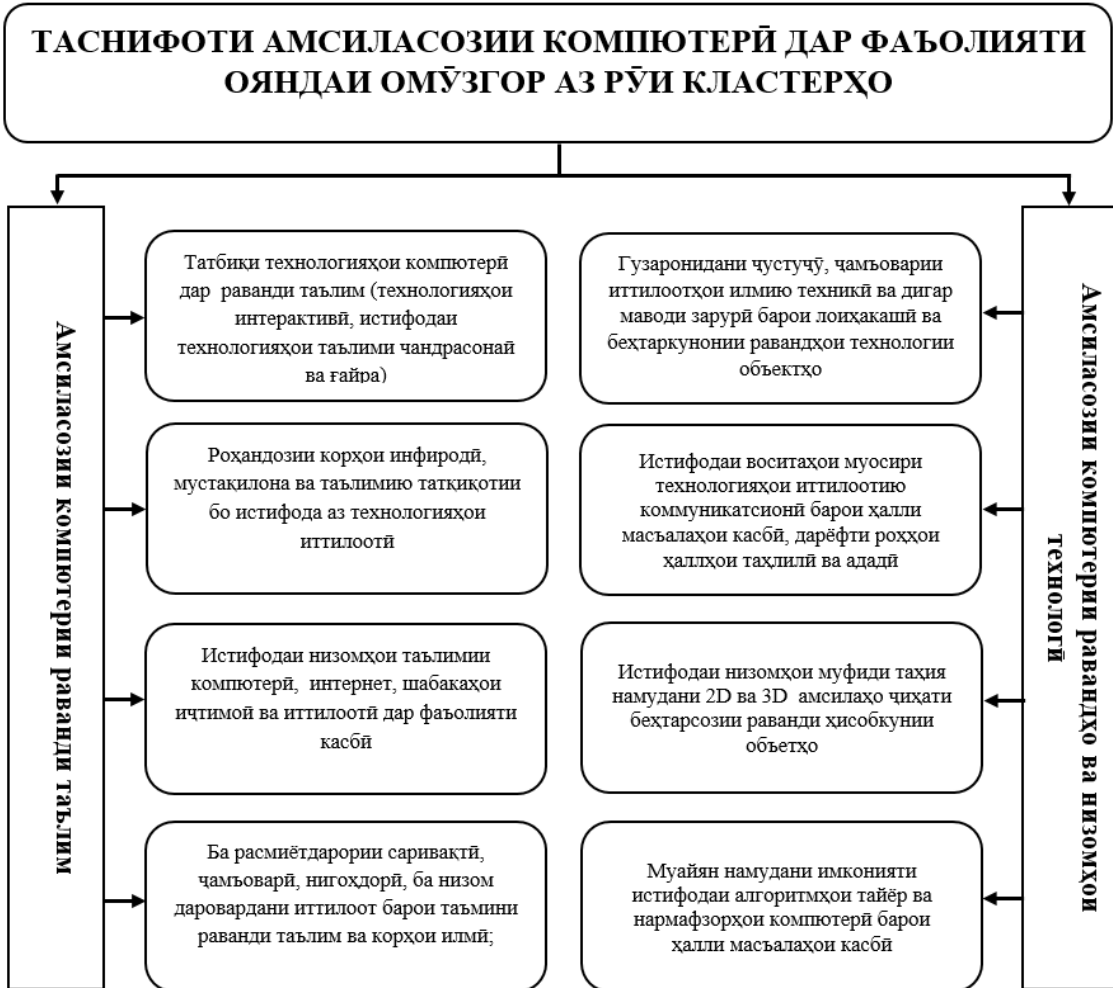 ТАСНИФОТИ АМСИЛАСОЗИИ КОМПЮТЕРӢ ДАР ФАЪОЛИЯТИ
ОЯНДАИ ОМӮЗГОР АЗ РӮИ КЛАСТЕРҲО
Амсиласозии компютерии раванди таълим
Татбиқи технологияҳои компютерӣ
дар раванди таълим (технологияҳои
интерактивӣ, истифодаи
технологияҳои таълими чандрасонаӣ
ва ғайра)
Роҳандозии корҳои инфиродӣ,
мустақилона ва таълимию татқиқотии
бо истифода аз технологияҳои
иттилоотӣ
Истифодаи низомҳои таълимии
компютерӣ, интернет, шабакаҳои
иҷтимоӣ ва иттилоотӣ дар фаъолияти
касбӣ
Ба расмиётдарории саривақтӣ,
ҷамъоварӣ, нигоҳдорӣ, ба низом
даровардани иттилоот барои таъмини
раванди таълим ва корҳои илмӣ;
Гузаронидани ҷустуҷӯ, ҷамъоварии
иттилоотҳои илмию техникӣ ва дигар
маводи зарурӣ барои лоиҳакашӣ ва
беҳтаркунонии равандҳои технологии
объектҳо
Истифодаи воситаҳои муосири
технологияҳои иттилоотию
коммуникатсионӣ барои ҳалли
масъалаҳои касбӣ, дарёфти роҳҳои
ҳаллҳои таҳлилӣ ва ададӣ
Истифодаи низомҳои муфиди таҳия
намудани 2D ва 3D амсилаҳо ҷиҳати
беҳтарсозии раванди ҳисобкунии
объетҳо
Муайян намудани имконияти
истифодаи алгоритмҳои тайёр ва
нармафзорҳои компютерӣ барои
ҳалли масъалаҳои касбӣ
Амсиласозии компютерии равандҳо ва низомҳои
технологӣ